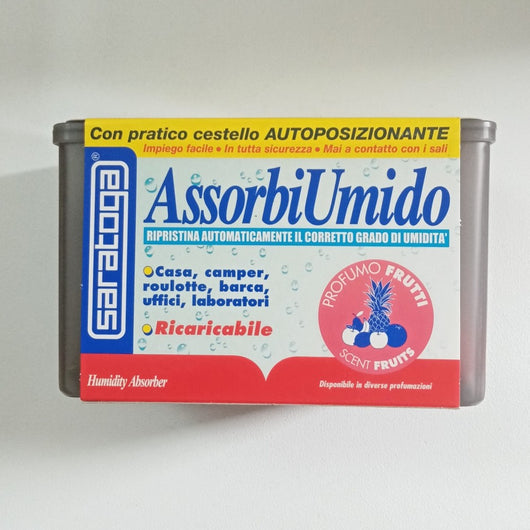 Con pratico cestello AUTOPOSIZIONANTE
Impiego facile • In tutta sicurezza • Mai a contatto con i sali
saratoga®
AssorbiUmido
RIPRISTINA AUTOMATICAMENTE IL CORRETTO GRADO DI UMIDITA'
Casa, camper,
roulotte, barca,
uffici, laboratori
Ricaricabile
PROFUMO FRUTTI
SCENT FRUITS
Humidity Absorber
Disponibile in diverse profumazioni